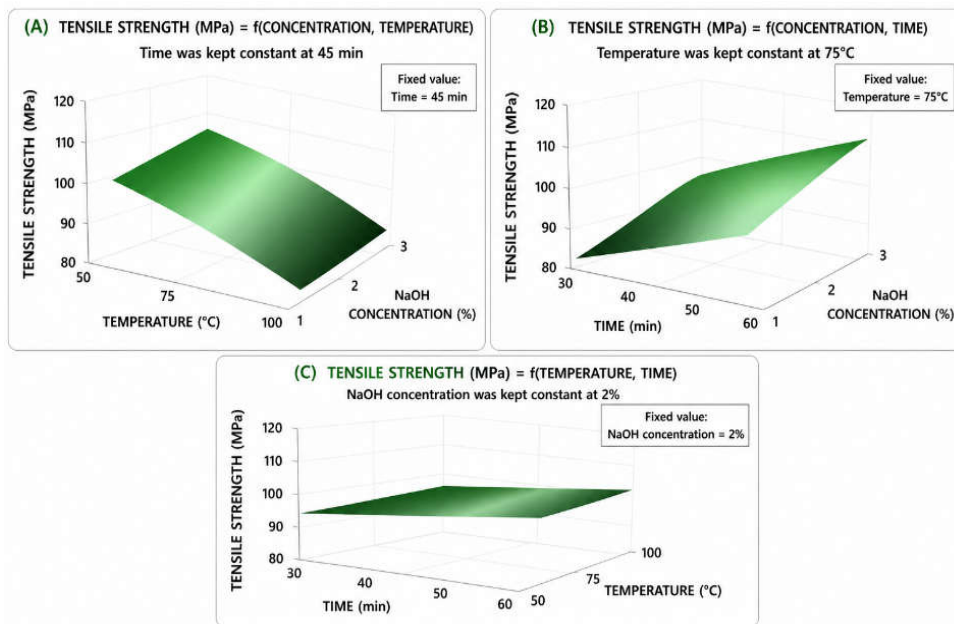 (A) TENSILE STRENGTH (MPa) = f(CONCENTRATION, TEMPERATURE)
Time was kept constant at 45 min
Fixed value:
Time = 45 min
TENSILE STRENGTH (MPa)
120
110
100
90
80
50
75
100
TEMPERATURE (°C)
1
2
3
NaOH
CONCENTRATION (%)
(B) TENSILE STRENGTH (MPa) = f(CONCENTRATION, TIME)
Temperature was kept constant at 75°C
Fixed value:
Temperature = 75°C
TENSILE STRENGTH (MPa)
120
110
100
90
80
30
40
50
60
TIME (min)
1
2
3
NaOH
CONCENTRATION (%)
(C) TENSILE STRENGTH (MPa) = f(TEMPERATURE, TIME)
NaOH concentration was kept constant at 2%
Fixed value:
NaOH concentration = 2%
TENSILE STRENGTH (MPa)
120
110
100
90
80
30
40
50
60
TIME (min)
50
75
100
TEMPERATURE (°C)